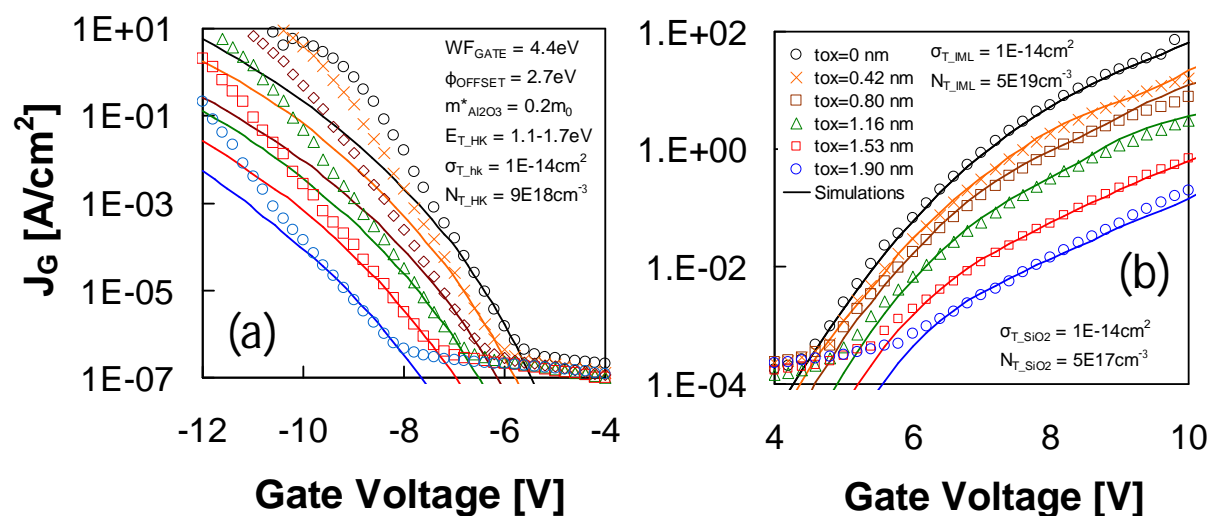 1E+01
1E-01
1E-03
1E-05
1E-07
J_G [A/cm²]
WF_GATE = 4.4eV
ϕ_OFFSET = 2.7eV
m*_Al2O3 = 0.2m₀
E_T_HK = 1.1-1.7eV
σ_T_hk = 1E-14cm²
N_T_HK = 9E18cm⁻³
(a)
-12 -10 -8 -6 -4
Gate Voltage [V]
1.E+02
1.E+00
1.E-02
1.E-04
tox=0 nm
tox=0.42 nm
tox=0.80 nm
tox=1.16 nm
tox=1.53 nm
tox=1.90 nm
Simulations
σ_T_IML = 1E-14cm²
N_T_IML = 5E19cm⁻³
(b)
σ_T_SiO2 = 1E-14cm²
N_T_SiO2 = 5E17cm⁻³
4 6 8 10
Gate Voltage [V]